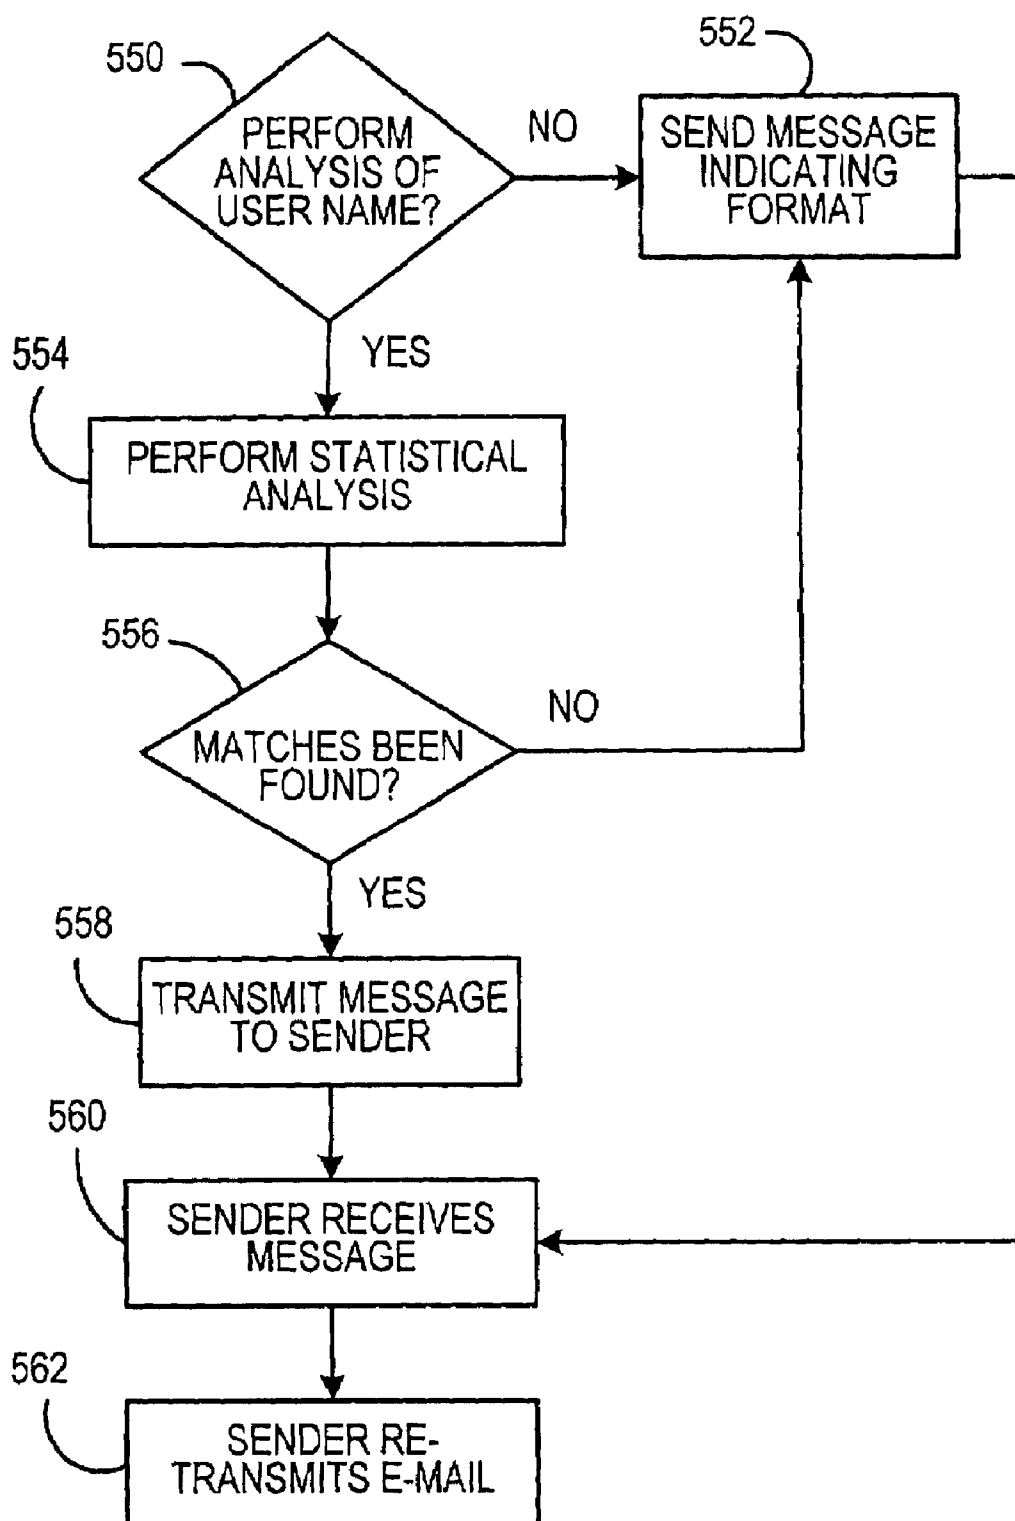 550
PERFORM
ANALYSIS OF
USER NAME?
NO
552
SEND MESSAGE
INDICATING
FORMAT
YES
554
PERFORM STATISTICAL
ANALYSIS
556
MATCHES BEEN
FOUND?
NO
YES
558
TRANSMIT MESSAGE
TO SENDER
560
SENDER RECEIVES
MESSAGE
562
SENDER RE-
TRANSMITS E-MAIL